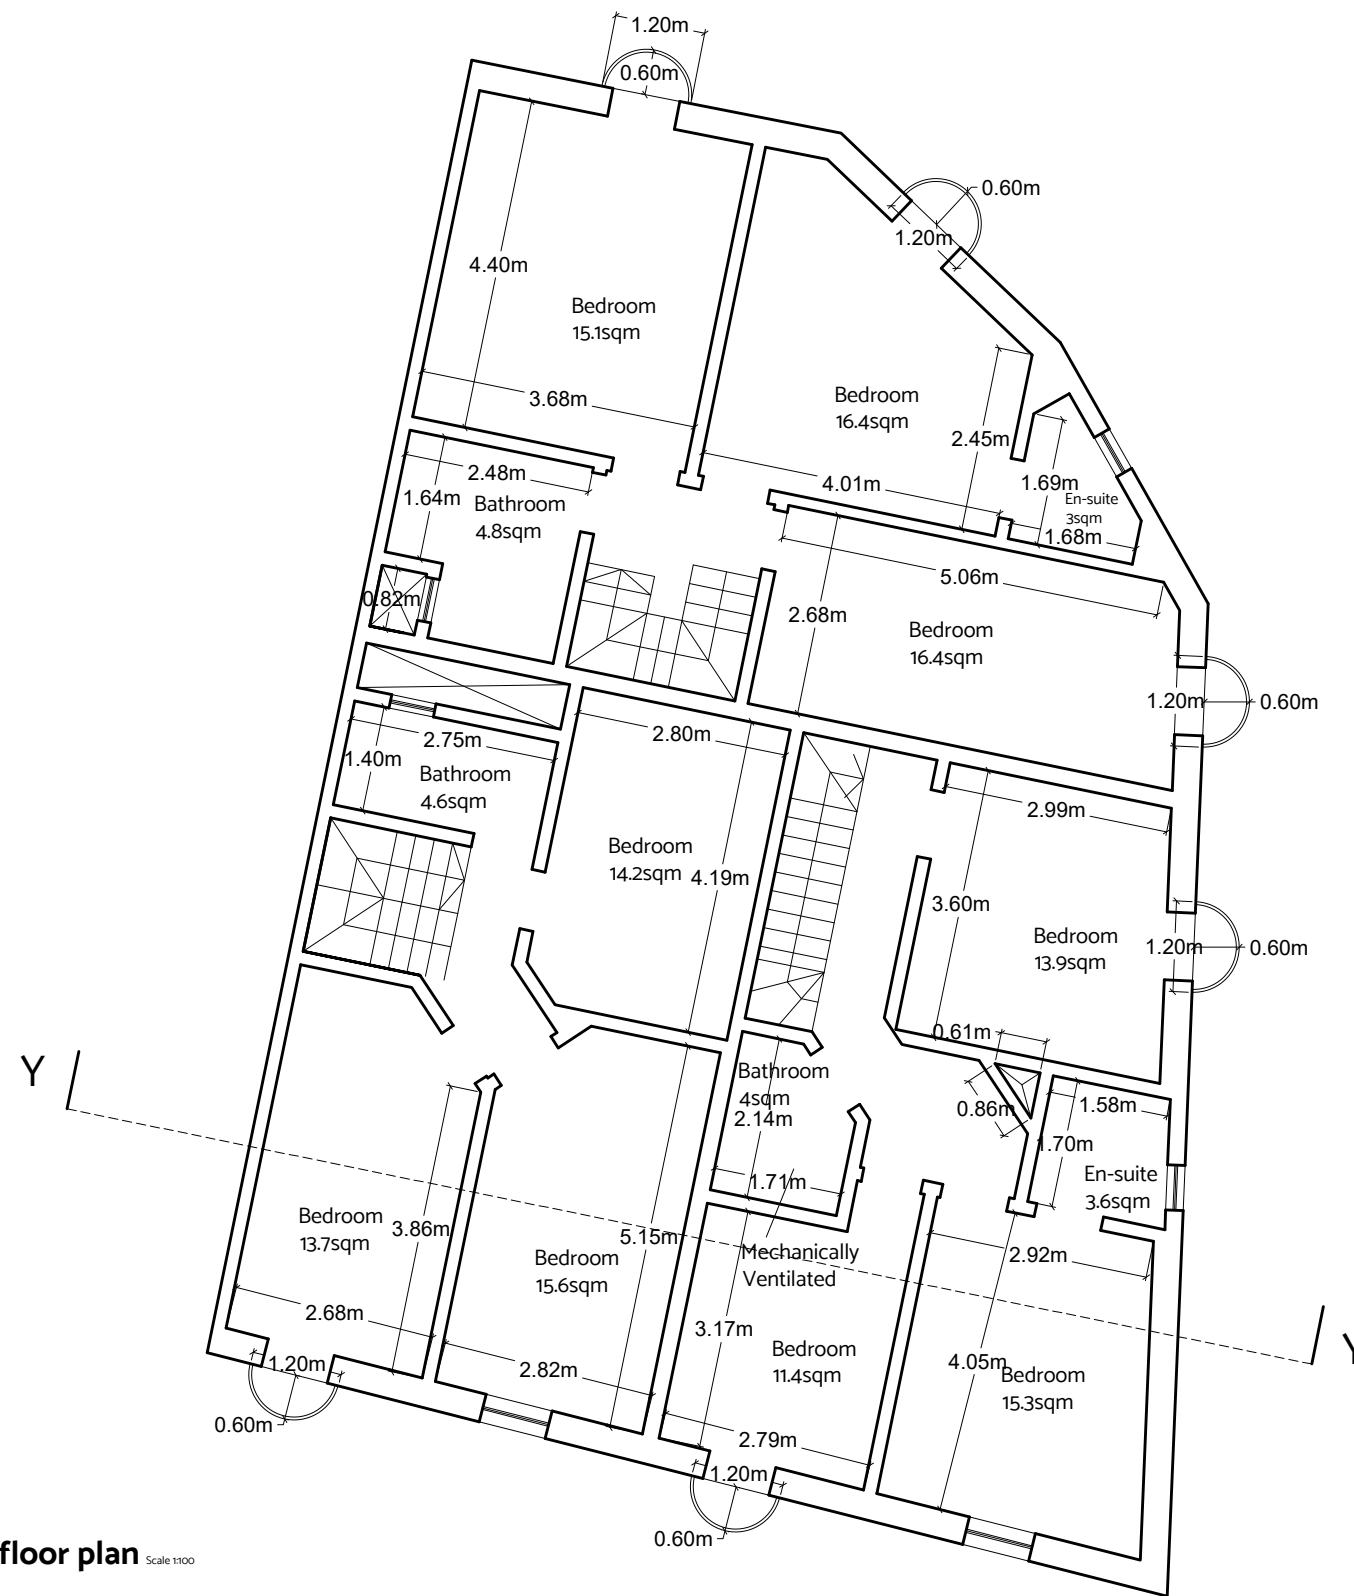 1.20m
0.60m
0.60m
1.20m
4.40m
Bedroom
15.1sqm
3.68m
Bedroom
16.4sqm
2.45m
2.48m
1.64m
Bathroom
4.8sqm
4.01m
1.69m
En-suite
3sqm
1.68m
5.06m
0.82m
2.68m
Bedroom
16.4sqm
1.20m
0.60m
2.75m
1.40m
Bathroom
4.6sqm
2.80m
2.99m
Bedroom
14.2sqm
4.19m
3.60m
Bedroom
13.9sqm
1.20m
0.60m
0.61m
Y
Bathroom
4sqm
2.14m
0.86m
1.58m
1.70m
1.71m
En-suite
3.6sqm
Bedroom
13.7sqm
3.86m
Bedroom
15.6sqm
5.15m
Mechanically
Ventilated
2.92m
2.68m
3.17m
Bedroom
11.4sqm
4.05m
Bedroom
15.3sqm
Y
1.20m
2.82m
0.60m
2.79m
1.20m
0.60m
floor plan Scale 1:100